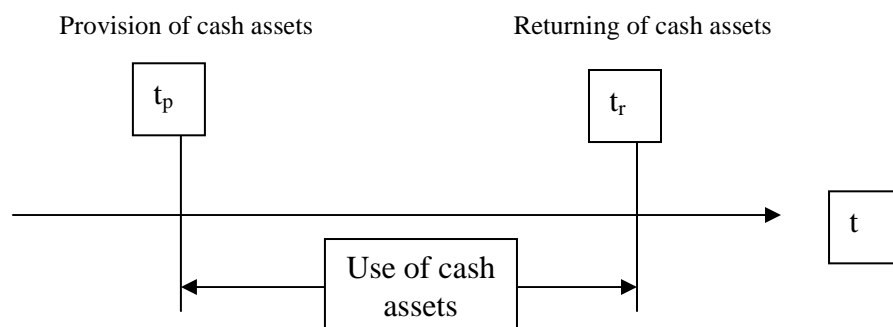 Provision of cash assets
Returning of cash assets
tp
tr
t
Use of cash
assets